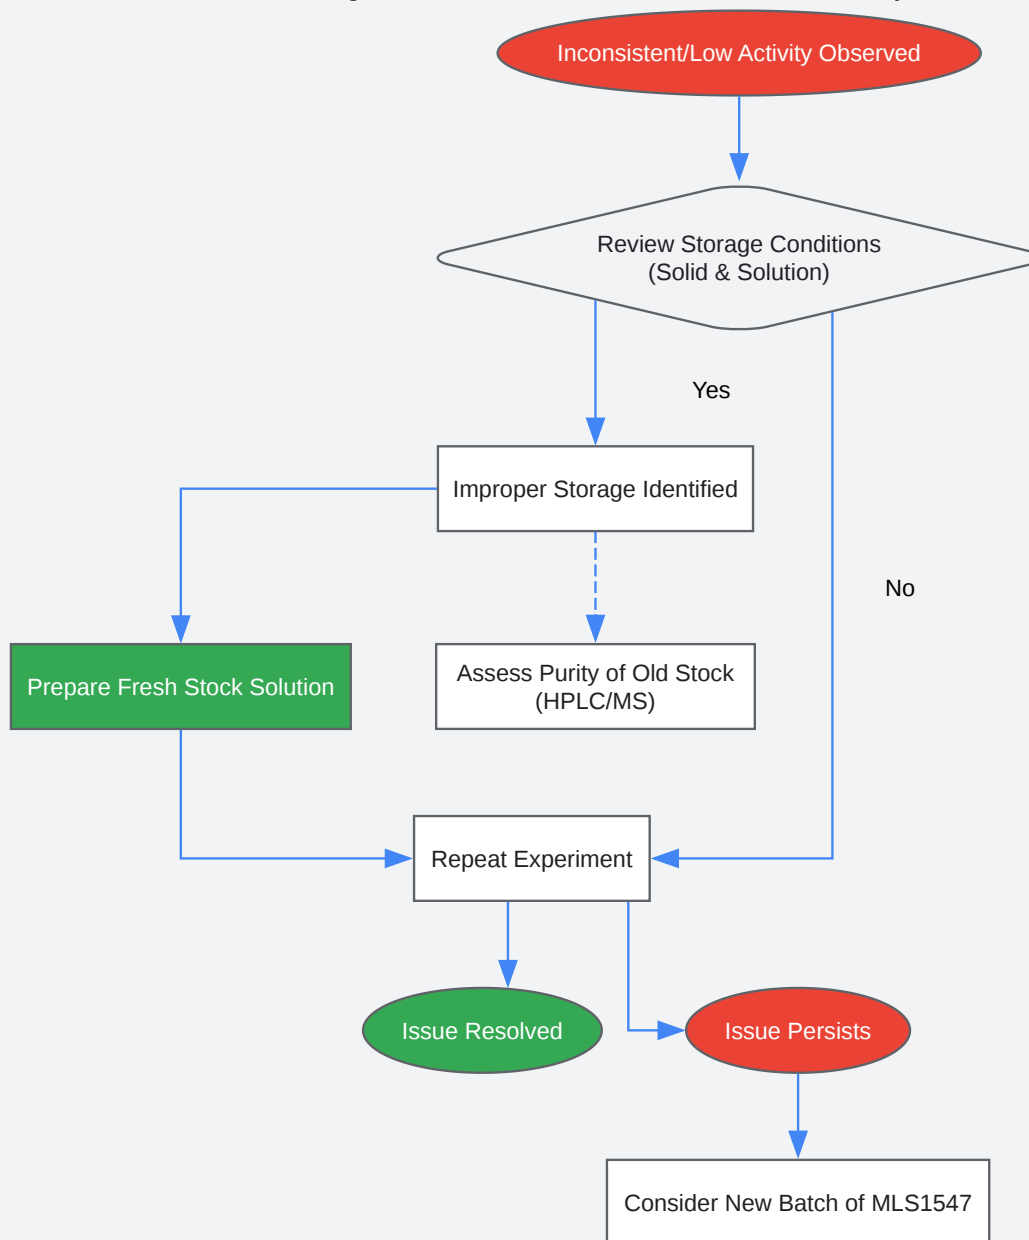 Inconsistent/Low Activity Observed
Review Storage Conditions
(Solid & Solution)
Yes
Improper Storage Identified
No
Prepare Fresh Stock Solution
Assess Purity of Old Stock
(HPLC/MS)
Repeat Experiment
Issue Resolved
Issue Persists
Consider New Batch of MLS1547